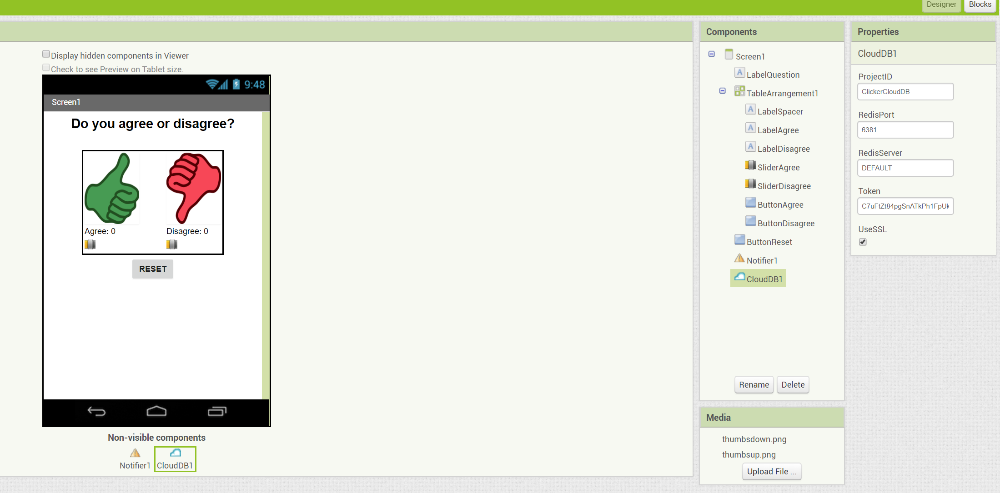 Designer
Blocks
Display hidden components in Viewer
Check to see Preview on Tablet size.
9:48
Screen1
Do you agree or disagree?
Agree: 0
Disagree: 0
RESET
Non-visible components
Notifier1
CloudDB1
Components
Screen1
A LabelQuestion
TableArrangement1
A LabelSpacer
A LabelAgree
A LabelDisagree
SliderAgree
SliderDisagree
ButtonAgree
ButtonDisagree
ButtonReset
Notifier1
CloudDB1
Rename
Delete
Media
thumbsdown.png
thumbsup.png
Upload File ...
Properties
CloudDB1
ProjectID
ClickerCloudDB
RedisPort
6381
RedisServer
DEFAULT
Token
C7uFtZt84pgSnATkPh1FpUk
UseSSL